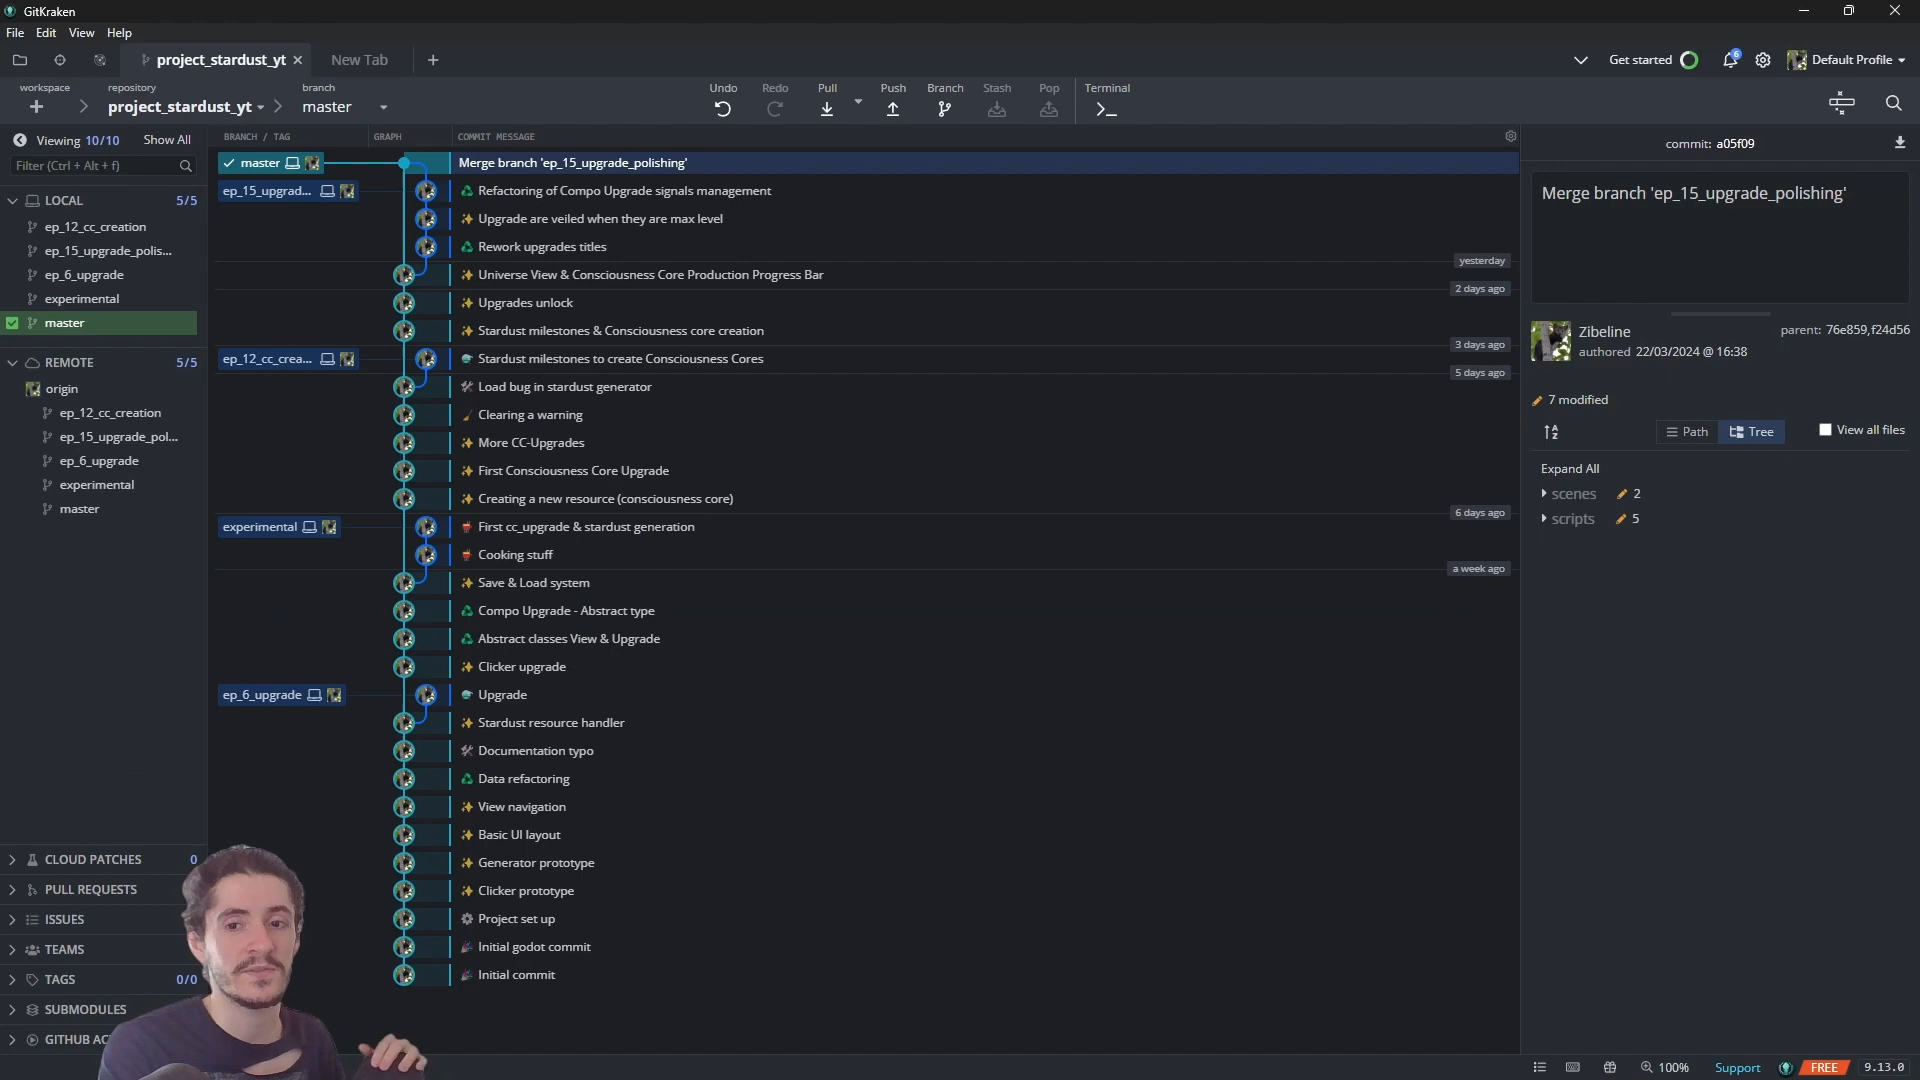 GitKraken
File Edit View Help
project_stardust_yt
New Tab
Get started
6
Default Profile
workspace
repository
project_stardust_yt
branch
master
Undo
Redo
Pull
Push
Branch
Stash
Pop
Terminal
Viewing 10/10 Show All
Filter (Ctrl + Alt + f)
LOCAL 5/5
ep_12_cc_creation
ep_15_upgrade_polis...
ep_6_upgrade
experimental
master
REMOTE 5/5
origin
ep_12_cc_creation
ep_15_upgrade_pol...
ep_6_upgrade
experimental
master
CLOUD PATCHES 0
PULL REQUESTS
ISSUES
TEAMS
TAGS 0/0
SUBMODULES
GITHUB AC
BRANCH / TAG GRAPH COMMIT MESSAGE
master Merge branch 'ep_15_upgrade_polishing'
ep_15_upgrad... Refactoring of Compo Upgrade signals management
Upgrade are veiled when they are max level
Rework upgrades titles
yesterday
Universe View & Consciousness Core Production Progress Bar
2 days ago
Upgrades unlock
Stardust milestones & Consciousness core creation
3 days ago
ep_12_cc_crea... Stardust milestones to create Consciousness Cores
5 days ago
Load bug in stardust generator
Clearing a warning
More CC-Upgrades
First Consciousness Core Upgrade
Creating a new resource (consciousness core)
6 days ago
experimental First cc_upgrade & stardust generation
Cooking stuff
a week ago
Save & Load system
Compo Upgrade - Abstract type
Abstract classes View & Upgrade
Clicker upgrade
ep_6_upgrade Upgrade
Stardust resource handler
Documentation typo
Data refactoring
View navigation
Basic UI layout
Generator prototype
Clicker prototype
Project set up
Initial godot commit
Initial commit
commit: a05f09
Merge branch 'ep_15_upgrade_polishing'
Zibeline
authored 22/03/2024 @ 16:38
parent: 76e859,f24d56
7 modified
Path Tree View all files
Expand All
scenes 2
scripts 5
100% Support FREE 9.13.0